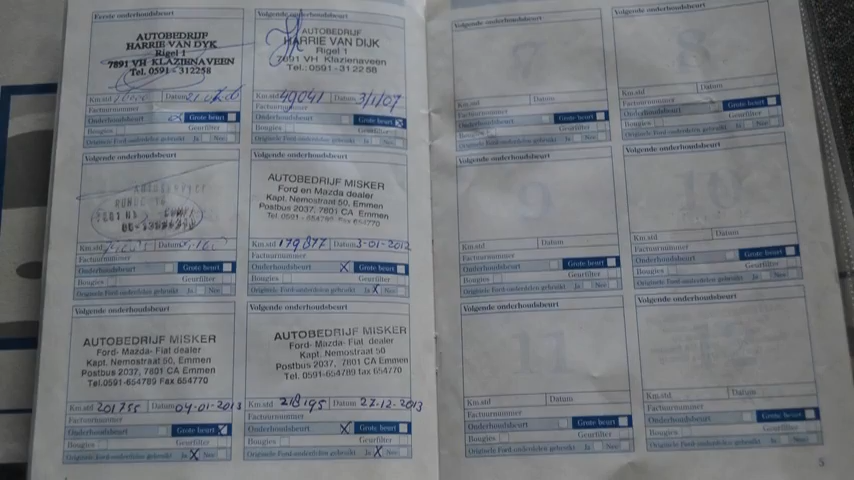 Eerste onderhoudsbeurt
AUTOBEDRIJF
HARRIE VAN DYK
Rigel 1
7891 VH KLAZIENAVEEN
Tel. 0591 - 312258
Km.std Datum
Factuurnummer
Onderhoudsbeurt Grote beurt
Bougies Geurfilter
Originele Ford-onderdelen gebruikt Ja Nee
Volgende onderhoudsbeurt
AUTOBEDRIJF
HARRIE VAN DIJK
Rigel 1
7891 VH Klazienaveen
Tel.: 0591 - 31 22 58
Km.std 49041 Datum 3/1/07
Factuurnummer
Onderhoudsbeurt Grote beurt
Bougies Geurfilter
Originele Ford-onderdelen gebruikt Ja Nee
Volgende onderhoudsbeurt
Km.std Datum
Factuurnummer
Onderhoudsbeurt Grote beurt
Bougies Geurfilter
Originele Ford-onderdelen gebruikt Ja Nee
Volgende onderhoudsbeurt
AUTOBEDRIJF MISKER
Ford en Mazda dealer
Kapt. Nemostraat 50, Emmen
Postbus 2037, 7801 CA Emmen
Tel. 0591 - 654789 Fax 654770
Km.std 179877 Datum 3-01-2012
Factuurnummer
Onderhoudsbeurt X Grote beurt
Bougies Geurfilter
Originele Ford-onderdelen gebruikt Ja X Nee
Volgende onderhoudsbeurt
AUTOBEDRIJF MISKER
Ford- Mazda- Fiat dealer
Kapt. Nemostraat 50, Emmen
Postbus 2037, 7801 CA Emmen
Tel.0591-654789 Fax 654770
Km.std 201755 Datum 04-01-2013
Factuurnummer
Onderhoudsbeurt Grote beurt X
Bougies Geurfilter
Originele Ford-onderdelen gebruikt Ja X Nee
Volgende onderhoudsbeurt
AUTOBEDRIJF MISKER
Ford- Mazda- Fiat dealer
Kapt. Nemostraat 50, Emmen
Postbus 2037, 7801 CA Emmen
Tel. 0591-654789 fax 654770
Km.std 218195 Datum 27-12-2013
Factuurnummer
Onderhoudsbeurt X Grote beurt
Bougies Geurfilter
Originele Ford-onderdelen gebruikt Ja X Nee
Volgende onderhoudsbeurt
7
Km.std Datum
Factuurnummer
Onderhoudsbeurt Grote beurt
Bougies Geurfilter
Originele Ford-onderdelen gebruikt Ja Nee
Volgende onderhoudsbeurt
8
Km.std Datum
Factuurnummer
Onderhoudsbeurt Grote beurt
Bougies Geurfilter
Originele Ford-onderdelen gebruikt Ja Nee
Volgende onderhoudsbeurt
9
Km.std Datum
Factuurnummer
Onderhoudsbeurt Grote beurt
Bougies Geurfilter
Originele Ford-onderdelen gebruikt Ja Nee
Volgende onderhoudsbeurt
10
Km.std Datum
Factuurnummer
Onderhoudsbeurt Grote beurt
Bougies Geurfilter
Originele Ford-onderdelen gebruikt Ja Nee
Volgende onderhoudsbeurt
11
Km.std Datum
Factuurnummer
Onderhoudsbeurt Grote beurt
Bougies Geurfilter
Originele Ford-onderdelen gebruikt Ja Nee
Volgende onderhoudsbeurt
12
Km.std Datum
Factuurnummer
Onderhoudsbeurt Grote beurt
Bougies Geurfilter
Originele Ford-onderdelen gebruikt Ja Nee
5